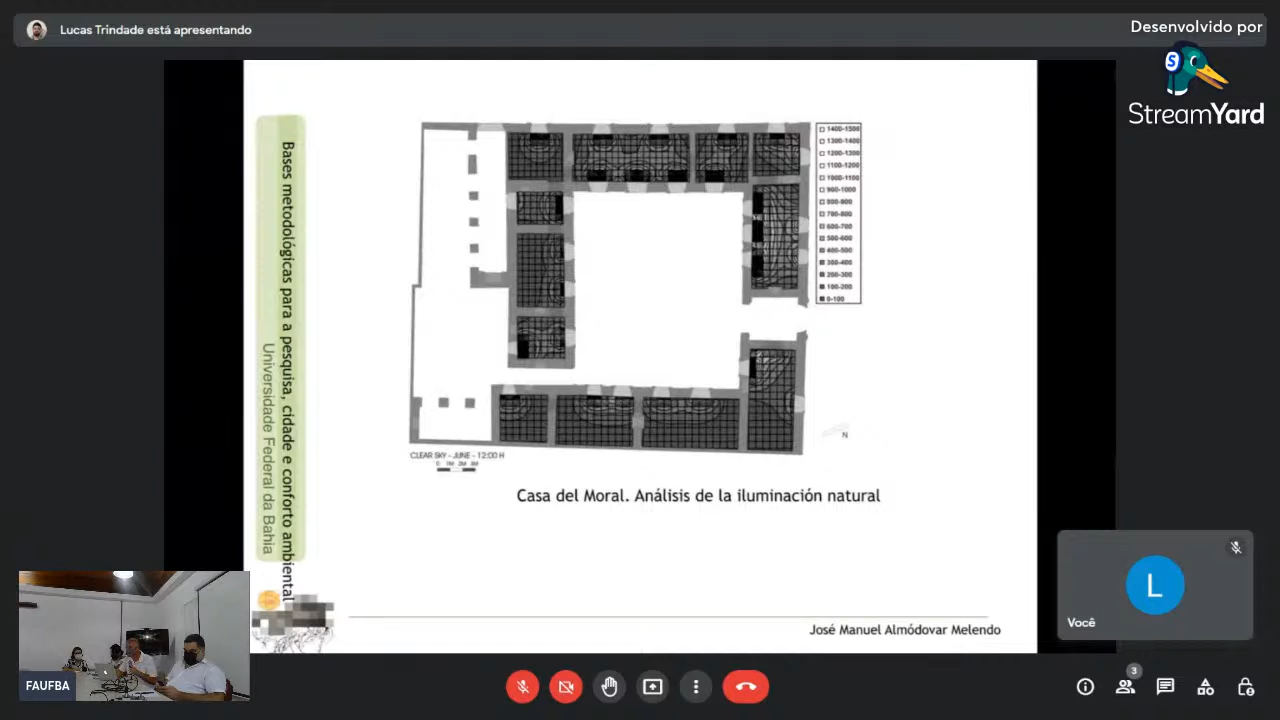 Lucas Trindade está apresentando
Desenvolvido por
S
StreamYard
Bases metodológicas para a pesquisa, cidade e conforto ambiental
Universidade Federal da Bahia
1400-1500
1300-1400
1200-1300
1100-1200
1000-1100
900-1000
800-900
700-800
600-700
500-600
400-500
300-400
200-300
100-200
0-100
N
CLEAR SKY - JUNE - 12:00 H
Casa del Moral. Análisis de la iluminación natural
José Manuel Almódovar Melendo
L
Você
FAUFBA
3